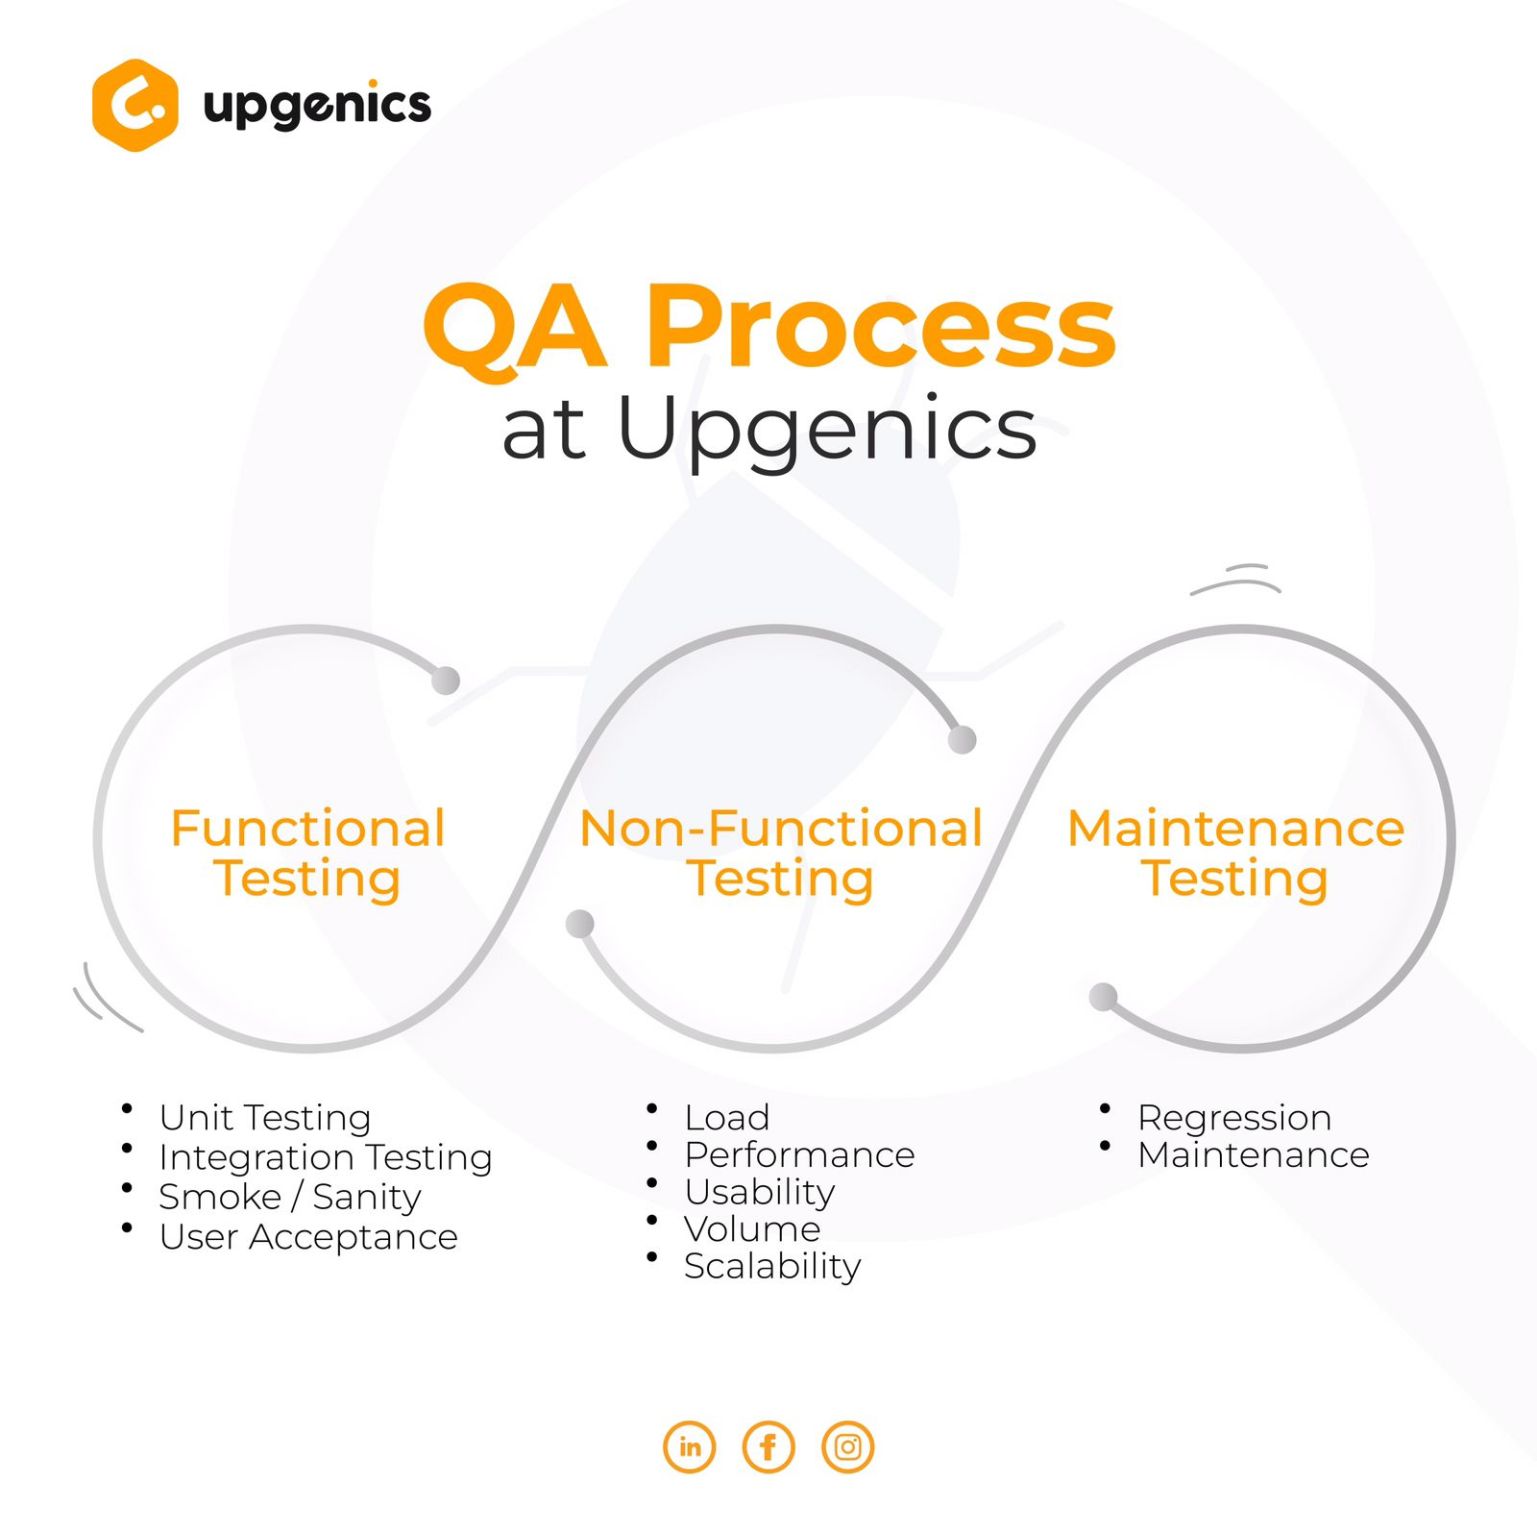 upgenics
QA Process
at Upgenics
Functional
Testing
Non-Functional
Testing
Maintenance
Testing
• Unit Testing
• Integration Testing
• Smoke / Sanity
• User Acceptance
• Load
• Performance
• Usability
• Volume
• Scalability
• Regression
• Maintenance
in
f